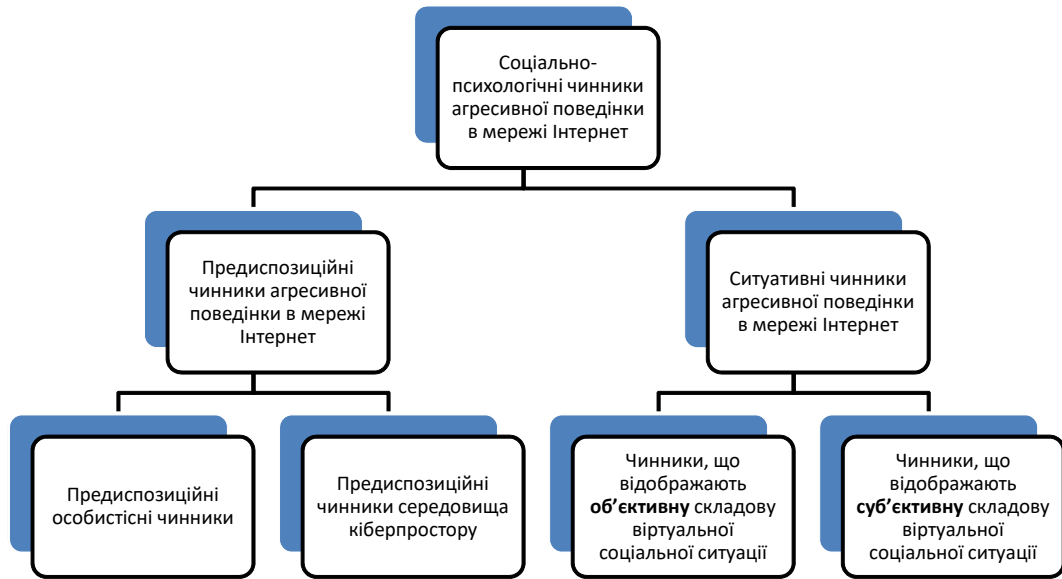 Соціально-
психологічні чинники
агресивної поведінки
в мережі Інтернет
Предиспозиційні
чинники агресивної
поведінки в мережі
Інтернет
Ситуативні чинники
агресивної поведінки
в мережі Інтернет
Предиспозиційні
особистісні чинники
Предиспозиційні
чинники середовища
кіберпростору
Чинники, що
відображають
об’єктивну складову
віртуальної
соціальної ситуації
Чинники, що
відображають
суб’єктивну складову
віртуальної
соціальної ситуації